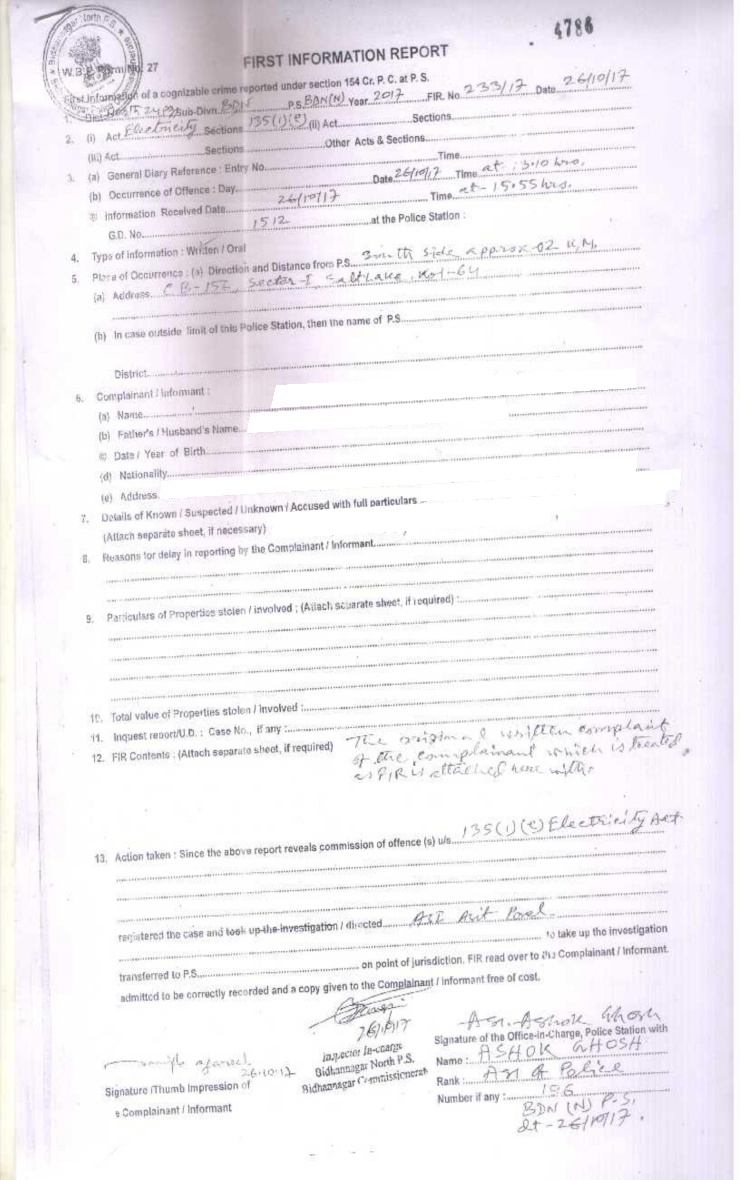 4786
Bidhannagar North P.S.
W.B.P. Form No. 27
FIRST INFORMATION REPORT
First Information of a cognizable crime reported under section 154 Cr. P. C. at P. S.
1. Sub-Divn. BDN P.S. BDN(N) Year 2017 FIR. No. 233/17 Date 26/10/17
2. (i) Act Electricity Sections 135(1)(e) (ii) Act Sections
(iii) Act Sections Other Acts & Sections
3. (a) General Diary Reference : Entry No. Time
(b) Occurrence of Offence : Day Date 26/10/17 Time at 3.10 hrs.
Information Received Date 26/10/17 Time at - 15.55 hrs.
G.D. No. 1512 at the Police Station :
4. Type of information : Written / Oral
5. Place of Occurrence : (a) Direction and Distance from P.S. South side approx 02 K.M.
(a) Address Sector-I, Salt Lake, Kol-64
(b) In case outside limit of this Police Station, then the name of P.S.
District
6. Complainant / Informant :
(a) Name
(b) Father's / Husband's Name
© Date / Year of Birth
(d) Nationality
(e) Address
7. Details of Known / Suspected / Unknown / Accused with full particulars
(Attach separate sheet, if necessary)
8. Reasons for delay in reporting by the Complainant / Informant
9. Particulars of Properties stolen / involved ; (Attach separate sheet, if required) :
10. Total value of Properties stolen / Involved :
11. Inquest report/U.D. : Case No., if any :
12. FIR Contents : (Attach separate sheet, if required) The original written complaint
of the complainant which is treated
as FIR is attached here with.
13. Action taken : Since the above report reveals commission of offence (s) u/s. 135(1)(e) Electricity Act
registered the case and took up the investigation / directed ASI Asit
to take up the investigation
transferred to P.S. on point of jurisdiction. FIR read over to the Complainant / Informant.
admitted to be correctly recorded and a copy given to the Complainant / Informant free of cost.
26/10/17
Inspector In-charge
Bidhannagar North P.S.
Bidhannagar Commissionerate
26.10.17
Signature /Thumb Impression of
e Complainant / Informant
ASI. Ashok Ghosh
Signature of the Office-in-Charge, Police Station with
Name : ASHOK GHOSH
Rank : ASI of Police
Number if any : 186
BDN (N) P.S.
dt - 26/10/17.